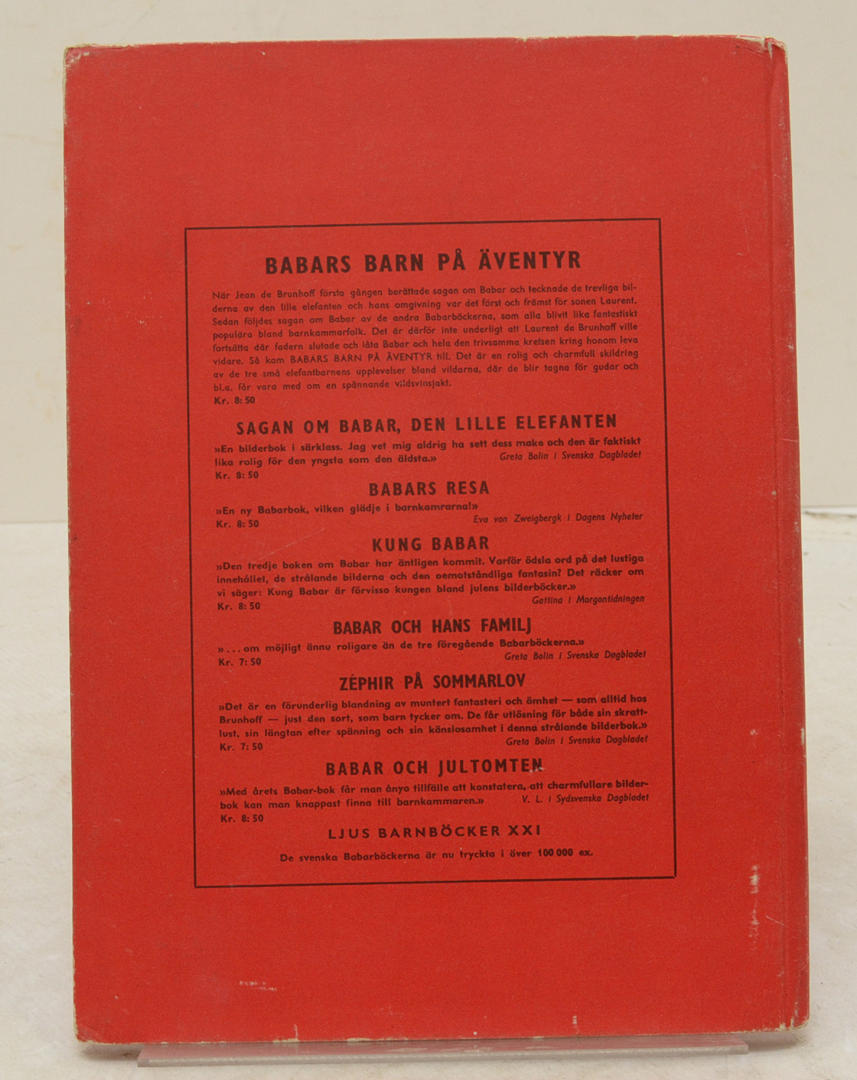 BABARS BARN PÅ ÄVENTYR
När Jean de Brunhoff första gången berättade sagan om Babar och tecknade de trevliga bil-
derna av den lille elefanten och hans omgivning var det först och främst för sonen Laurent.
Sedan följdes sagan om Babar av de andra Babarböckerna, som alla blivit lika fantastiskt
populära bland barnkammarfolk. Det är därför inte underligt att Laurent de Brunhoff ville
fortsätta där fadern slutade och låta Babar och hela den trivsamma kretsen kring honom leva
vidare. Så kom BABARS BARN PÅ ÄVENTYR till. Det är en rolig och charmfull skildring
av de tre små elefantbarnens upplevelser bland vildarna, där de blir tagna för gudar och
bl.a. får vara med om en spännande vildsvinsjakt.
Kr. 8:50
SAGAN OM BABAR, DEN LILLE ELEFANTEN
»En bilderbok i särklass. Jag vet mig aldrig ha sett dess make och den är faktiskt
lika rolig för den yngsta som den äldsta.» Greta Bolin i Svenska Dagbladet
Kr. 8:50
BABARS RESA
»En ny Babarbok, vilken glädje i barnkamrarna!»
Kr. 8:50 Eva von Zweigbergk i Dagens Nyheter
KUNG BABAR
»Den tredje boken om Babar har äntligen kommit. Varför ödsla ord på det lustiga
innehållet, de strålande bilderna och den oemotståndliga fantasin? Det räcker om
vi säger: Kung Babar är förvisso kungen bland julens bilderböcker.»
Kr. 8:50 Gattina i Morgontidningen
BABAR OCH HANS FAMILJ
»...om möjligt ännu roligare än de tre föregående Babarböckerna.»
Kr. 7:50 Greta Bolin i Svenska Dagbladet
ZÉPHIR PÅ SOMMARLOV
»Det är en förunderlig blandning av muntert fantasteri och ömhet — som alltid hos
Brunhoff — just den sort, som barn tycker om. De får utlösning för både sin skratt-
lust, sin längtan efter spänning och sin känslosamhet i denna strålande bilderbok.»
Kr. 7:50 Greta Bolin i Svenska Dagbladet
BABAR OCH JULTOMTEN
»Med årets Babar-bok får man ånyo tillfälle att konstatera, att charmfullare bilder-
bok kan man knappast finna till barnkammaren.» V. L. i Sydsvenska Dagbladet
Kr. 8:50
LJUS BARNBÖCKER XXI
De svenska Babarböckerna är nu tryckta i över 100 000 ex.